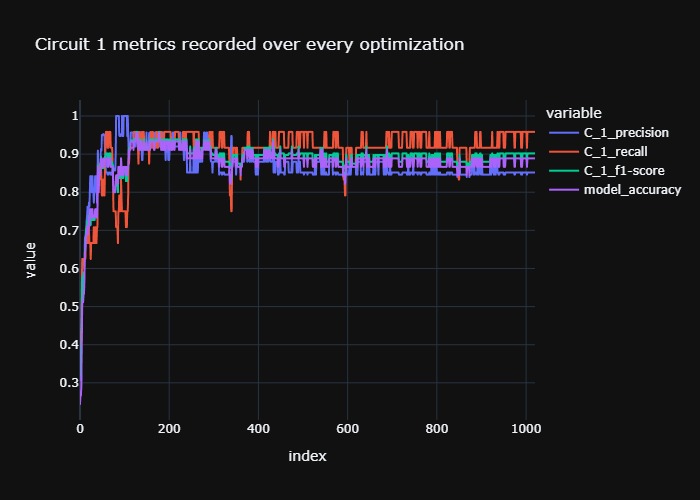 Circuit 1 metrics recorded over every optimization
variable
C_1_precision
C_1_recall
C_1_f1-score
model_accuracy
value
1
0.9
0.8
0.7
0.6
0.5
0.4
0.3
0 200 400 600 800 1000
index